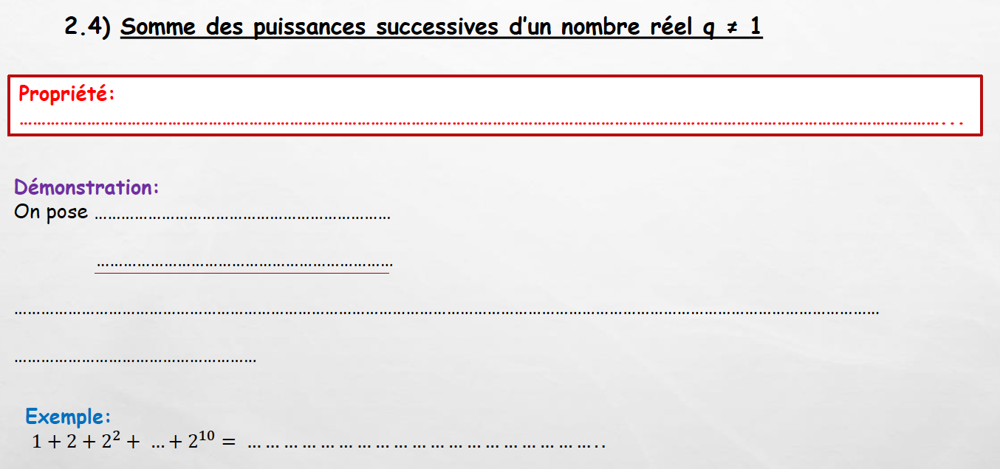 2.4) Somme des puissances successives d’un nombre réel q ≠ 1
Propriété:
……………………………………………………………………………………………………………………………………………………………………………………...
Démonstration:
On pose …………………………………………………………
…………………………………………………………
……………………………………………………………………………………………………………………………………………………………………………
………………………………………………
Exemple:
1 + 2 + 2² + … + 2¹⁰ = … … … … … … … … … … … … … … … … … … … . .